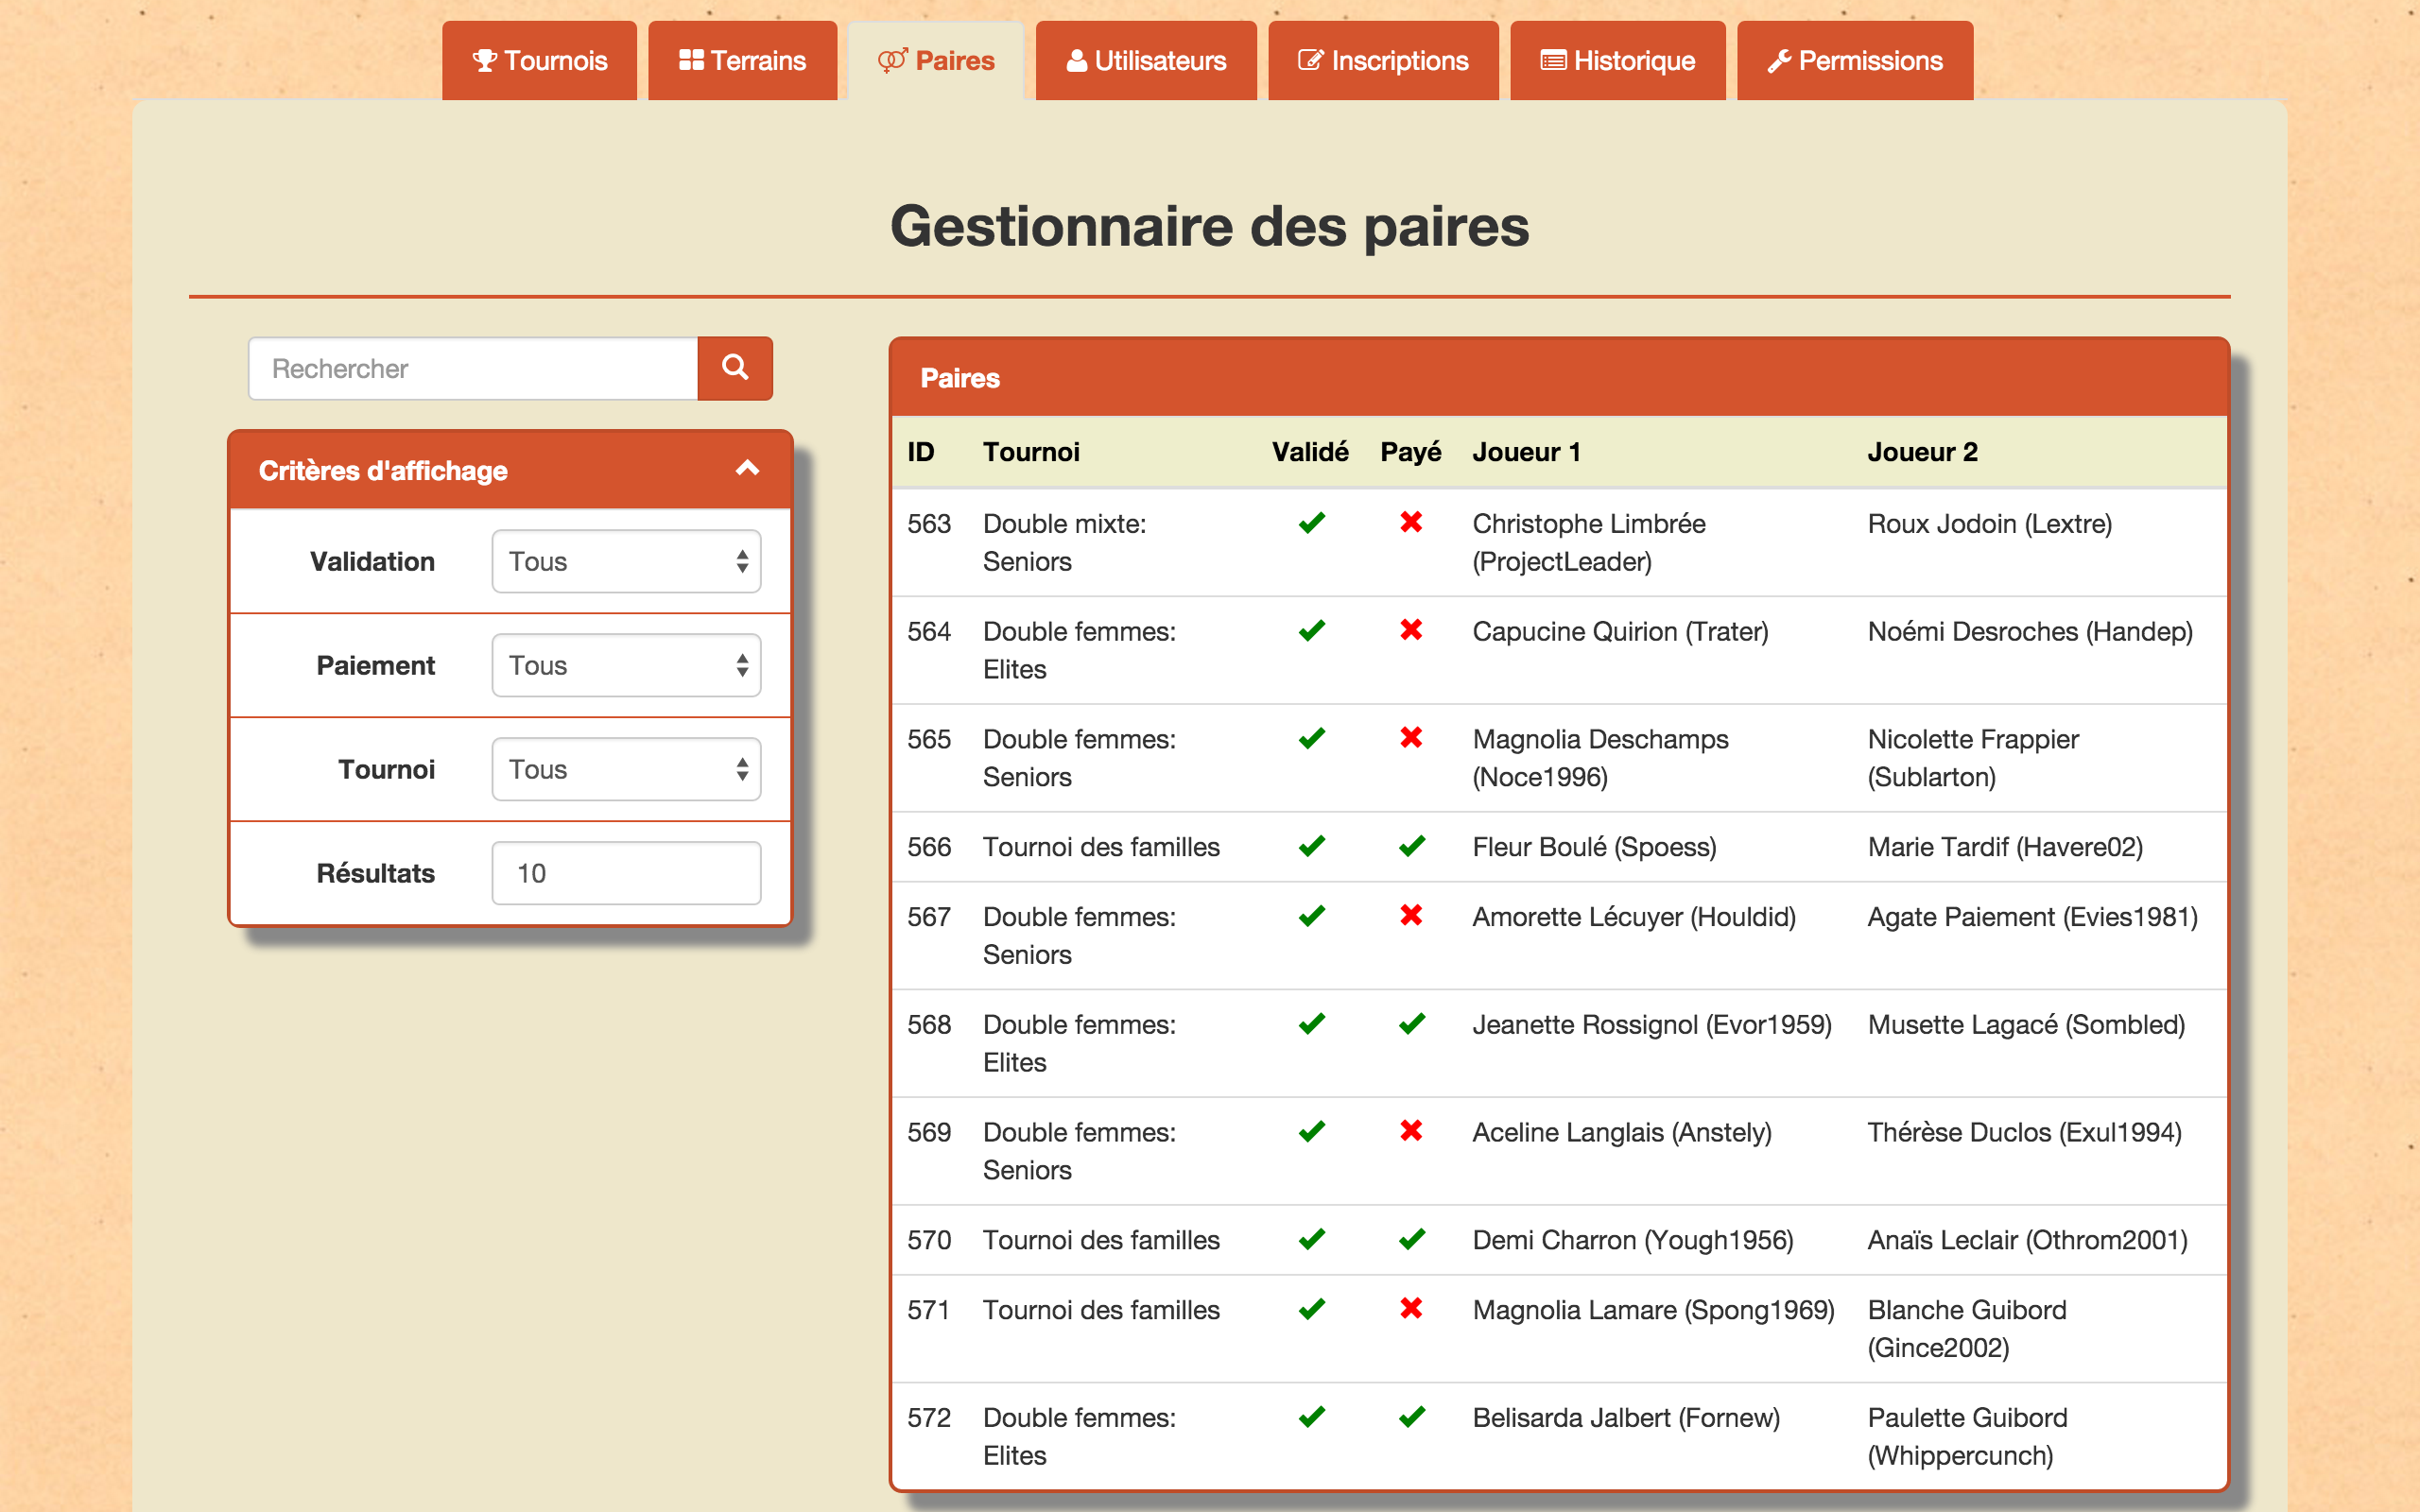 Tournois Terrains Paires Utilisateurs Inscriptions Historique Permissions
Gestionnaire des paires
Rechercher
Critères d'affichage
Validation Tous
Paiement Tous
Tournoi Tous
Résultats 10
Paires
ID Tournoi Validé Payé Joueur 1 Joueur 2
563 Double mixte: Christophe Limbrée Roux Jodoin (Lextre)
Seniors (ProjectLeader)
564 Double femmes: Capucine Quirion (Trater) Noémi Desroches (Handep)
Elites
565 Double femmes: Magnolia Deschamps Nicolette Frappier
Seniors (Noce1996) (Sublarton)
566 Tournoi des familles Fleur Boulé (Spoess) Marie Tardif (Havere02)
567 Double femmes: Amorette Lécuyer (Houldid) Agate Paiement (Evies1981)
Seniors
568 Double femmes: Jeanette Rossignol (Evor1959) Musette Lagacé (Sombled)
Elites
569 Double femmes: Aceline Langlais (Anstely) Thérèse Duclos (Exul1994)
Seniors
570 Tournoi des familles Demi Charron (Yough1956) Anaïs Leclair (Othrom2001)
571 Tournoi des familles Magnolia Lamare (Spong1969) Blanche Guibord
(Gince2002)
572 Double femmes: Belisarda Jalbert (Fornew) Paulette Guibord
Elites (Whippercunch)